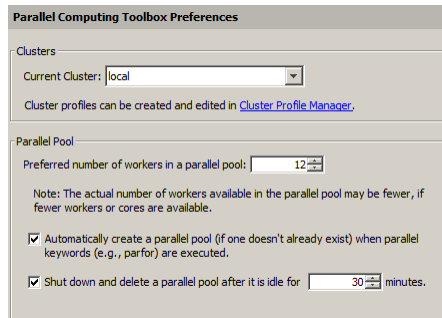 Parallel Computing Toolbox Preferences
Clusters
Current Cluster: local
Cluster profiles can be created and edited in Cluster Profile Manager.
Parallel Pool
Preferred number of workers in a parallel pool: 12
Note: The actual number of workers available in the parallel pool may be fewer, if
fewer workers or cores are available.
Automatically create a parallel pool (if one doesn't already exist) when parallel
keywords (e.g., parfor) are executed.
Shut down and delete a parallel pool after it is idle for 30 minutes.